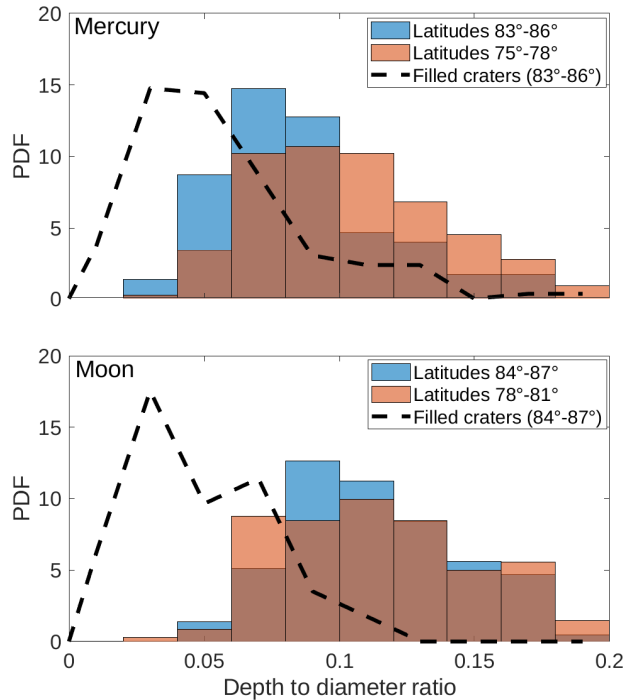 20
Mercury
Latitudes 83°-86°
Latitudes 75°-78°
Filled craters (83°-86°)
15
PDF
10
5
0
20
Moon
Latitudes 84°-87°
Latitudes 78°-81°
Filled craters (84°-87°)
15
PDF
10
5
0
0 0.05 0.1 0.15 0.2
Depth to diameter ratio